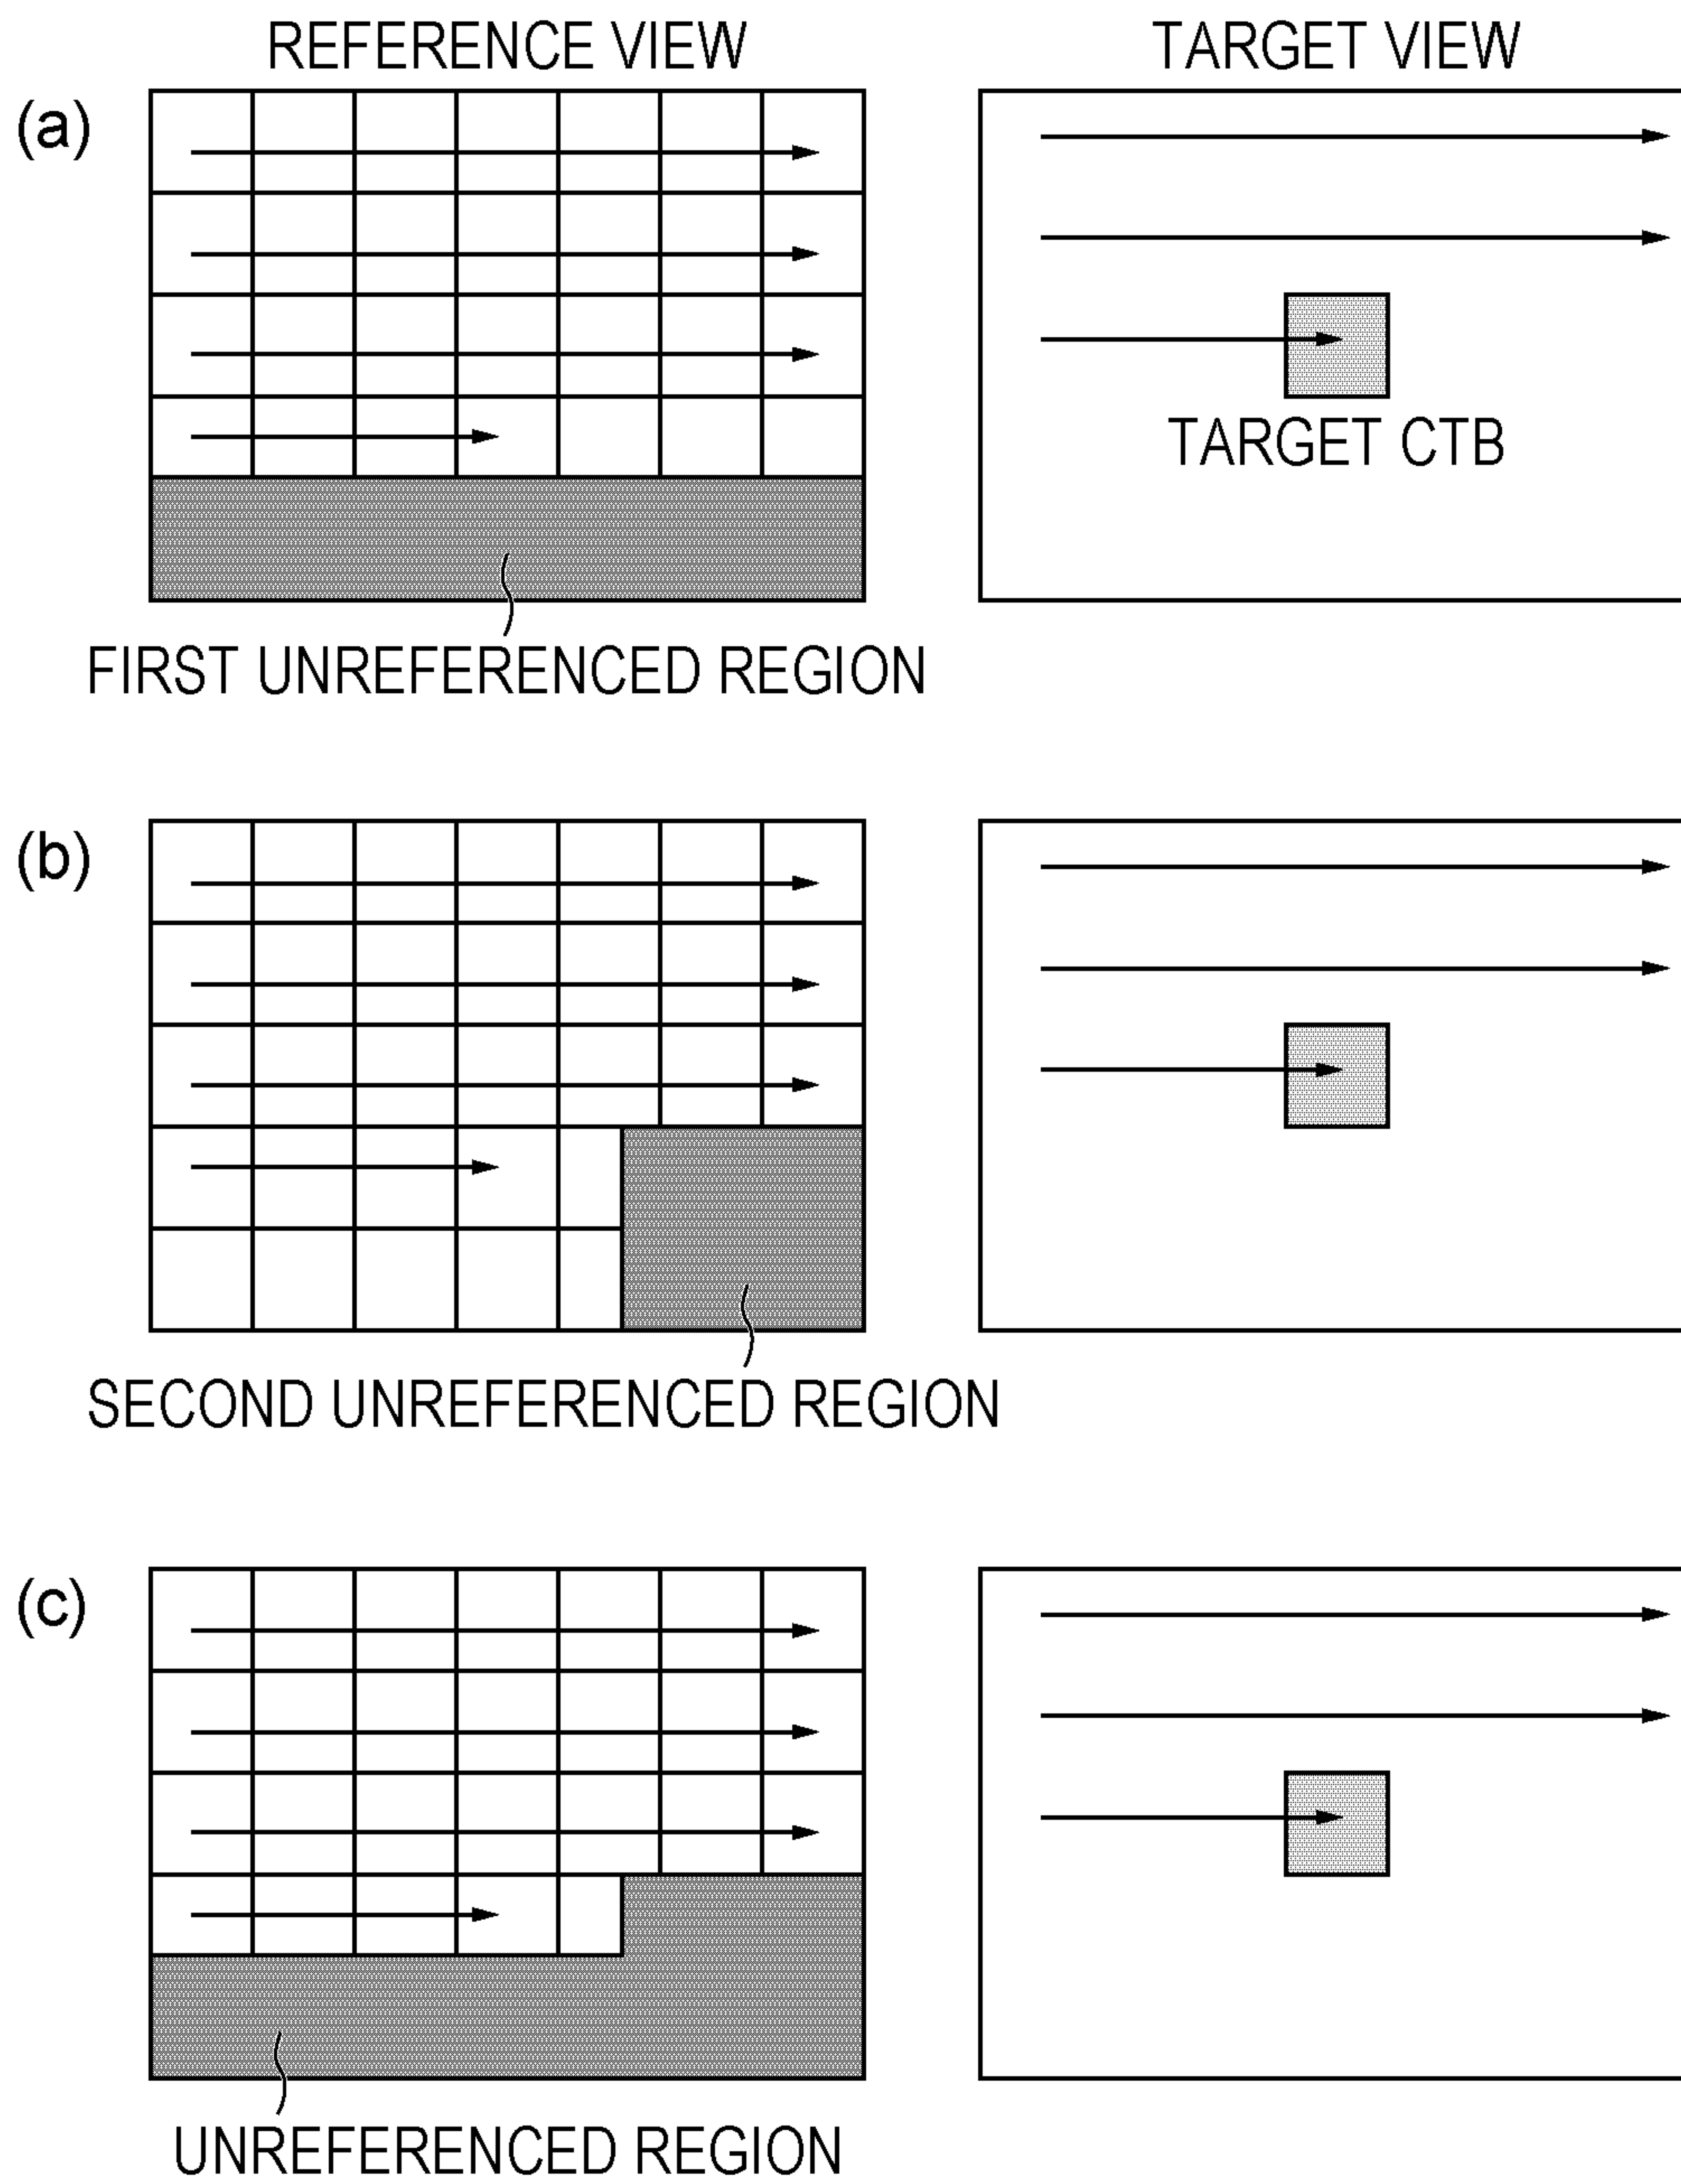 REFERENCE VIEW
TARGET VIEW
(a)
TARGET CTB
FIRST UNREFERENCED REGION
(b)
SECOND UNREFERENCED REGION
(c)
UNREFERENCED REGION